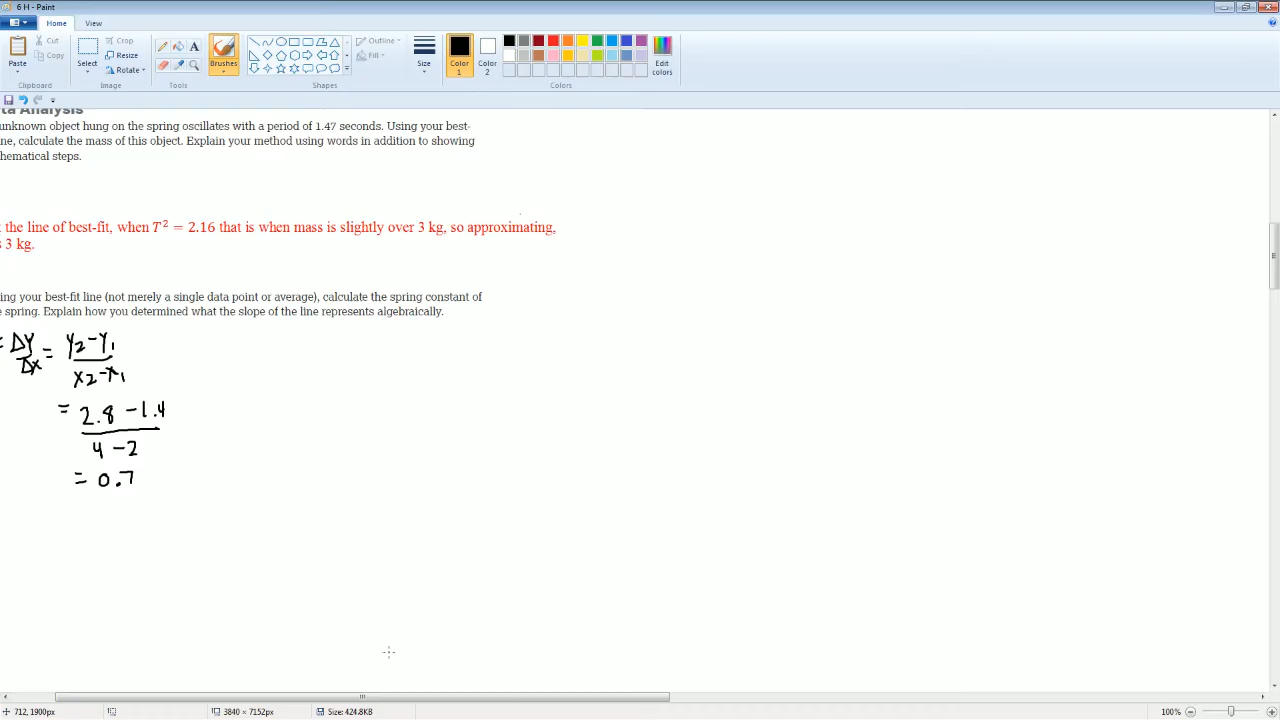 6 H - Paint
Home View
Paste
Cut
Copy
Clipboard
Select
Crop
Resize
Rotate
Image
A
Tools
Brushes
Outline
Fill
Shapes
Size
Color 1
Color 2
Edit colors
Colors
ta Analysis
unknown object hung on the spring oscillates with a period of 1.47 seconds. Using your best-
ne, calculate the mass of this object. Explain your method using words in addition to showing
hematical steps.
the line of best-fit, when T² = 2.16 that is when mass is slightly over 3 kg, so approximating,
s 3 kg.
ing your best-fit line (not merely a single data point or average), calculate the spring constant of
e spring. Explain how you determined what the slope of the line represents algebraically.
= Δy/Δx = y₂-y₁
x₂-x₁
= 2.8 - 1.4
4 - 2
= 0.7
712, 1900px
3840 × 7152px
Size: 424.8KB
100%